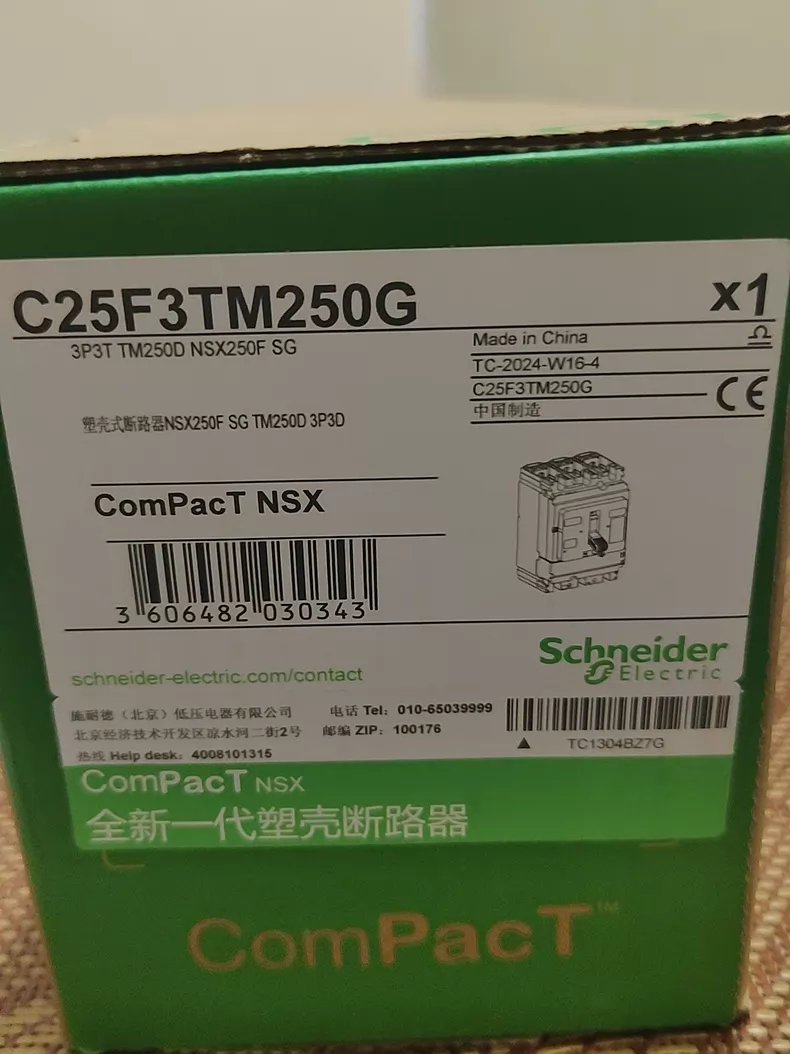 C25F3TM250G
x1
3P3T TM250D NSX250F SG
Made in China
TC-2024-W16-4
C25F3TM250G
中国制造
CE
塑壳式断路器NSX250F SG TM250D 3P3D
ComPacT NSX
3 606482 030343
Schneider
Electric
schneider-electric.com/contact
施耐德（北京）低压电器有限公司 电话 Tel：010-65039999
北京经济技术开发区凉水河二街2号 邮编 ZIP：100176
热线 Help desk：4008101315
TC1304BZ7G
ComPacT NSX
全新一代塑壳断路器
ComPacT™